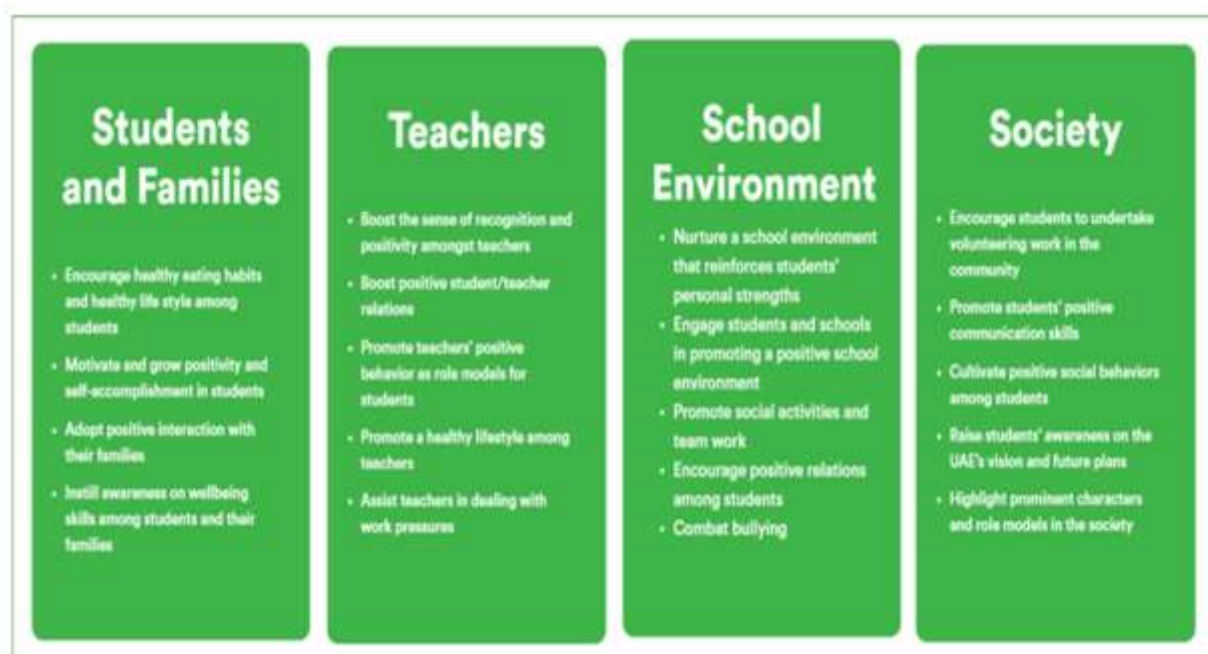 Students
and Families
• Encourage healthy eating habits
and healthy life style among
students
• Motivate and grow positivity and
self-accomplishment in students
• Adopt positive interaction with
their families
• Instill awareness on wellbeing
skills among students and their
families
Teachers
• Boost the sense of recognition and
positivity amongst teachers
• Boost positive student/teacher
relations
• Promote teachers' positive
behavior as role models for
students
• Promote a healthy lifestyle among
teachers
• Assist teachers in dealing with
work pressures
School
Environment
• Nurture a school environment
that reinforces students'
personal strengths
• Engage students and schools
in promoting a positive school
environment
• Promote social activities and
team work
• Encourage positive relations
among students
• Combat bullying
Society
• Encourage students to undertake
volunteering work in the
community
• Promote students' positive
communication skills
• Cultivate positive social behaviors
among students
• Raise students' awareness on the
UAE's vision and future plans
• Highlight prominent characters
and role models in the society